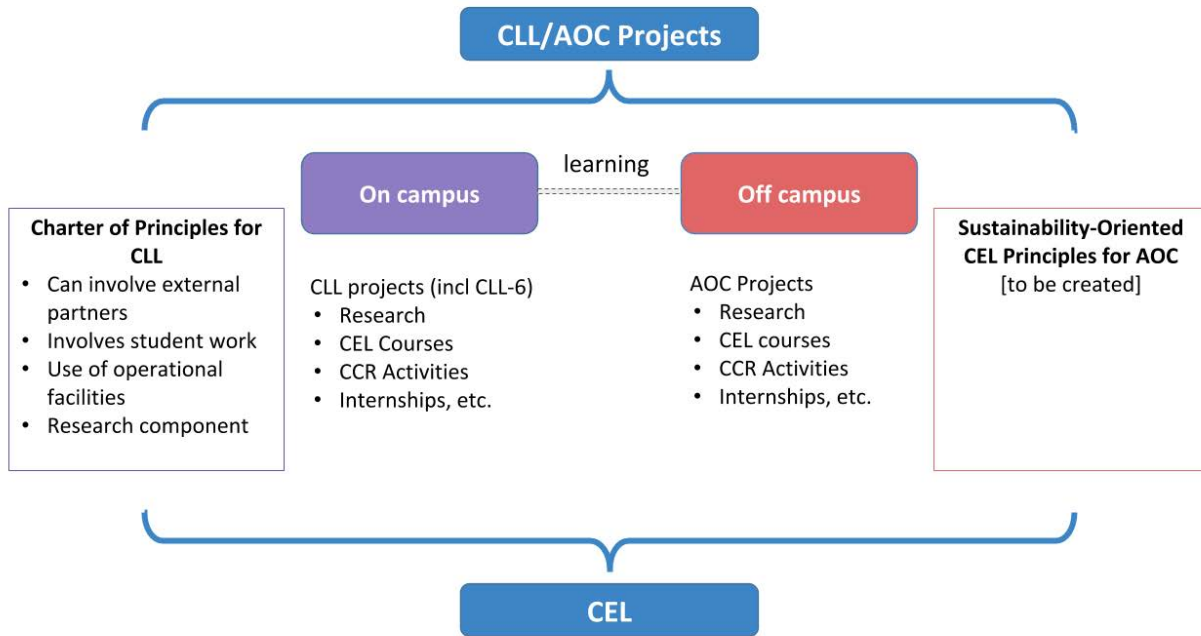 CLL/AOC Projects
learning
On campus
Off campus
Charter of Principles for
CLL
• Can involve external
partners
• Involves student work
• Use of operational
facilities
• Research component
CLL projects (incl CLL-6)
• Research
• CEL Courses
• CCR Activities
• Internships, etc.
AOC Projects
• Research
• CEL courses
• CCR Activities
• Internships, etc.
Sustainability-Oriented
CEL Principles for AOC
[to be created]
CEL